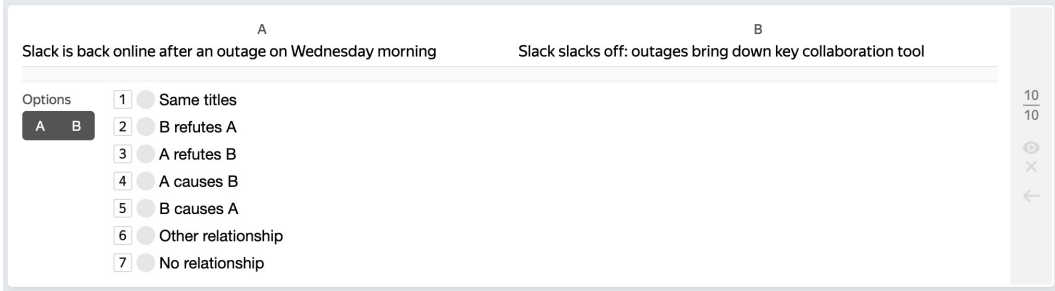 A
B
Slack is back online after an outage on Wednesday morning
Slack slacks off: outages bring down key collaboration tool
Options
A B
1 Same titles
2 B refutes A
3 A refutes B
4 A causes B
5 B causes A
6 Other relationship
7 No relationship
10
10